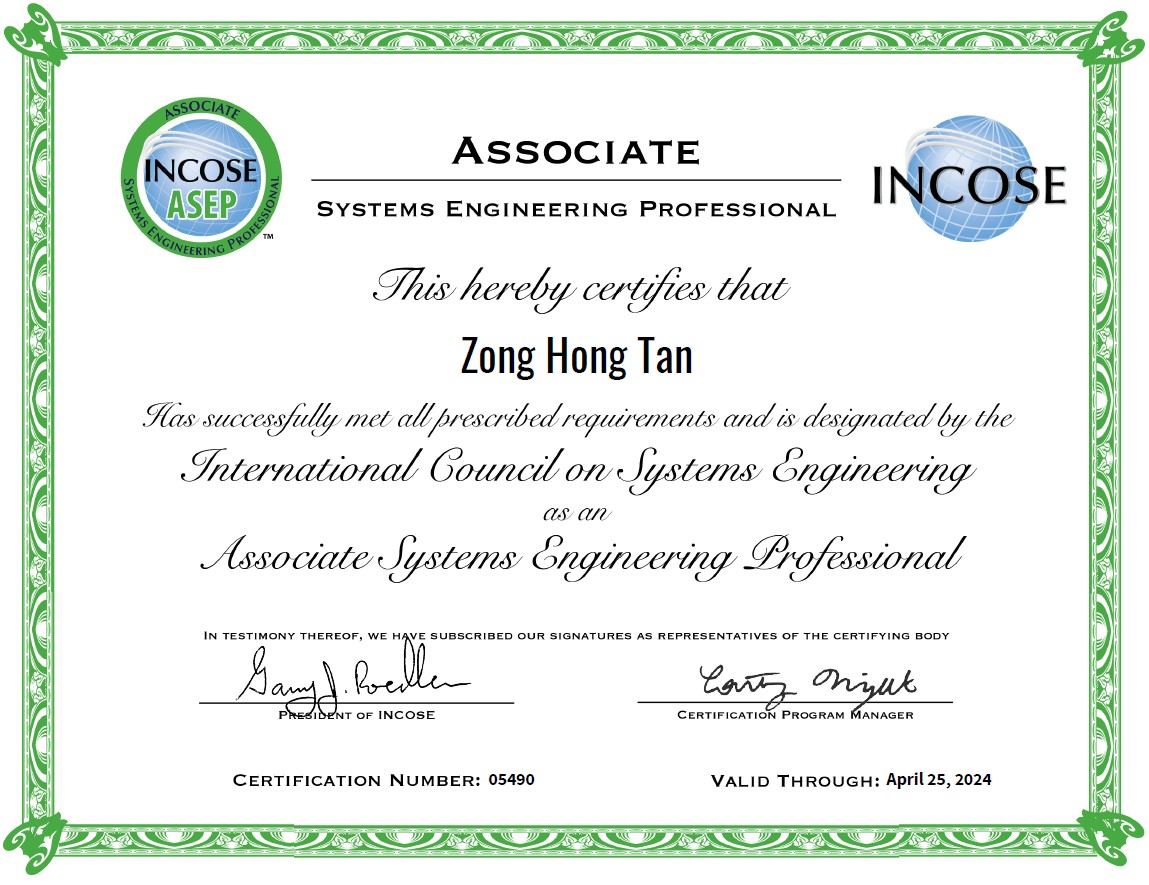 ASSOCIATE
INCOSE
ASEP
SYSTEMS ENGINEERING PROFESSIONAL
TM
ASSOCIATE
SYSTEMS ENGINEERING PROFESSIONAL
INCOSE
This hereby certifies that
Zong Hong Tan
Has successfully met all prescribed requirements and is designated by the
International Council on Systems Engineering
as an
Associate Systems Engineering Professional
IN TESTIMONY THEREOF, WE HAVE SUBSCRIBED OUR SIGNATURES AS REPRESENTATIVES OF THE CERTIFYING BODY
Garry J. Roedler
PRESIDENT OF INCOSE
CERTIFICATION PROGRAM MANAGER
CERTIFICATION NUMBER: 05490
VALID THROUGH: April 25, 2024